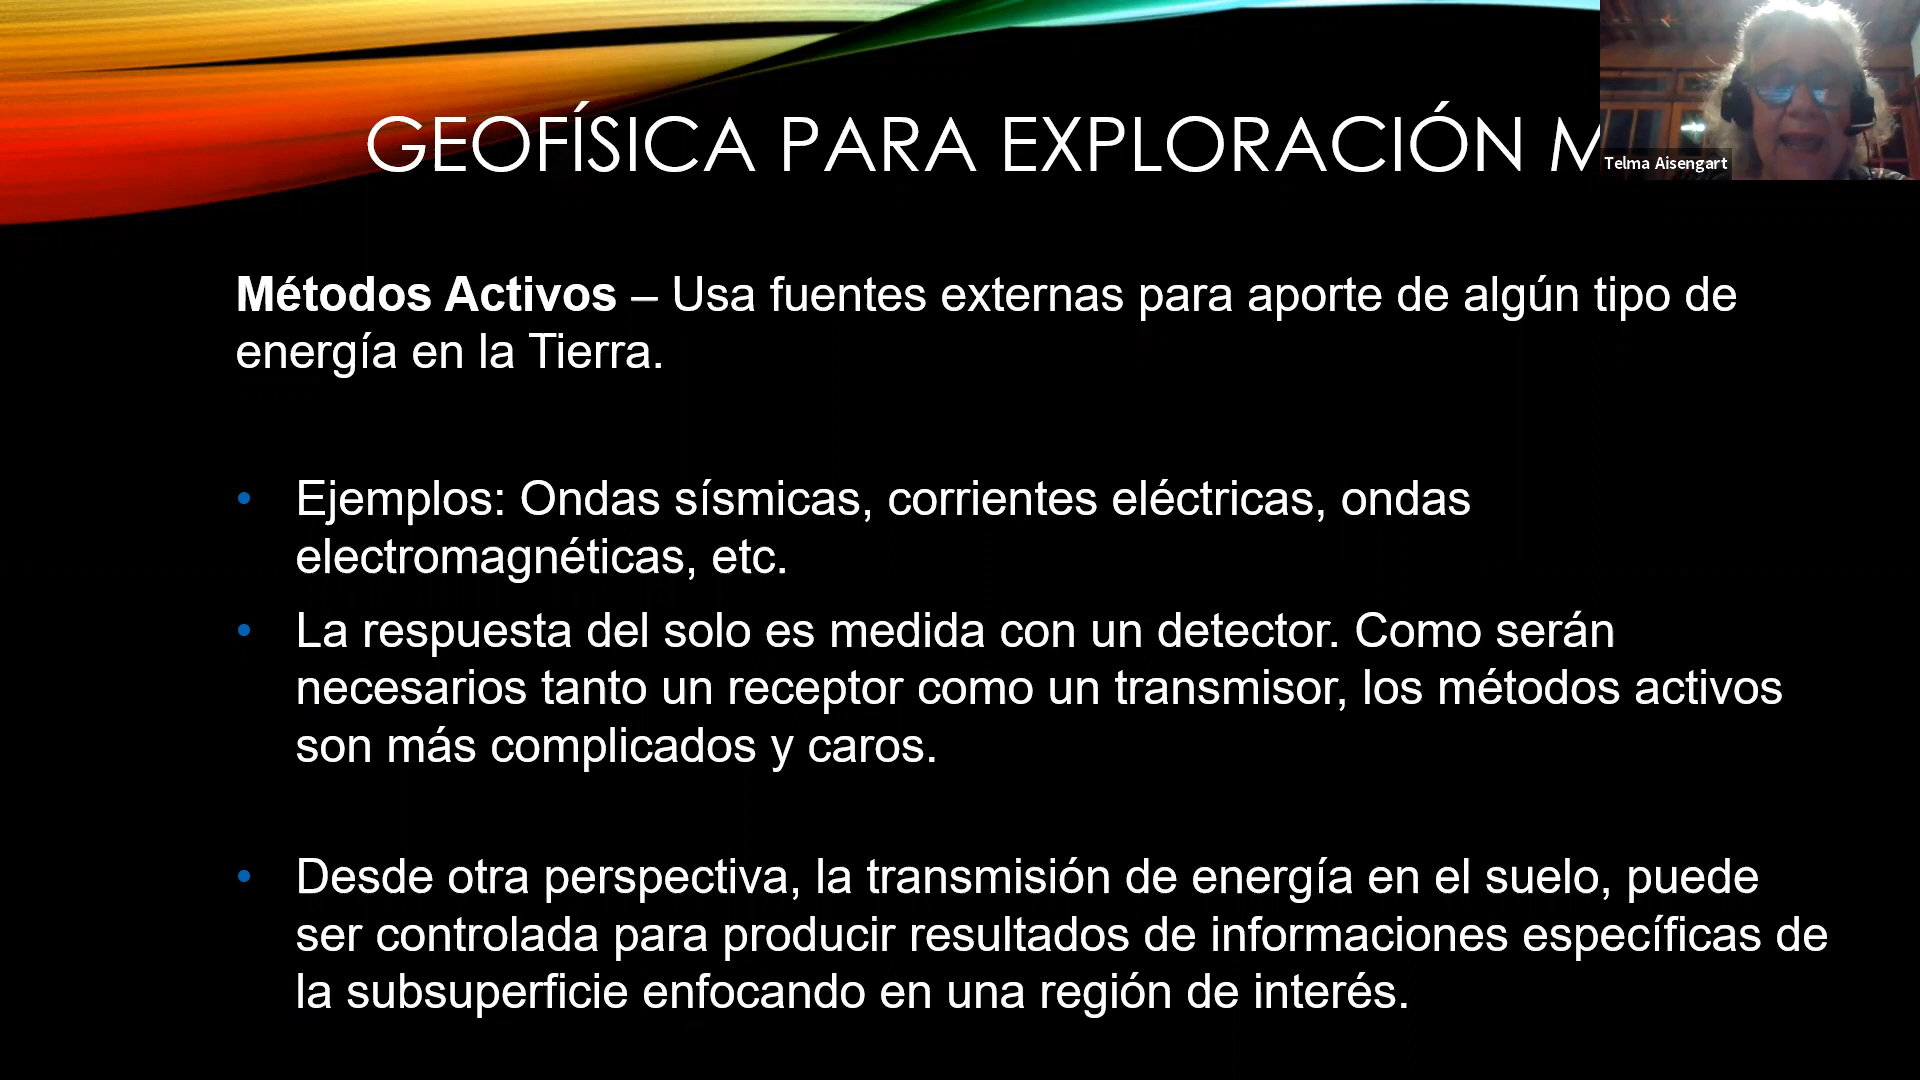 GEOFÍSICA PARA EXPLORACIÓN M
Telma Aisengart
Métodos Activos – Usa fuentes externas para aporte de algún tipo de
energía en la Tierra.
• Ejemplos: Ondas sísmicas, corrientes eléctricas, ondas
electromagnéticas, etc.
• La respuesta del solo es medida con un detector. Como serán
necesarios tanto un receptor como un transmisor, los métodos activos
son más complicados y caros.
• Desde otra perspectiva, la transmisión de energía en el suelo, puede
ser controlada para producir resultados de informaciones específicas de
la subsuperficie enfocando en una región de interés.